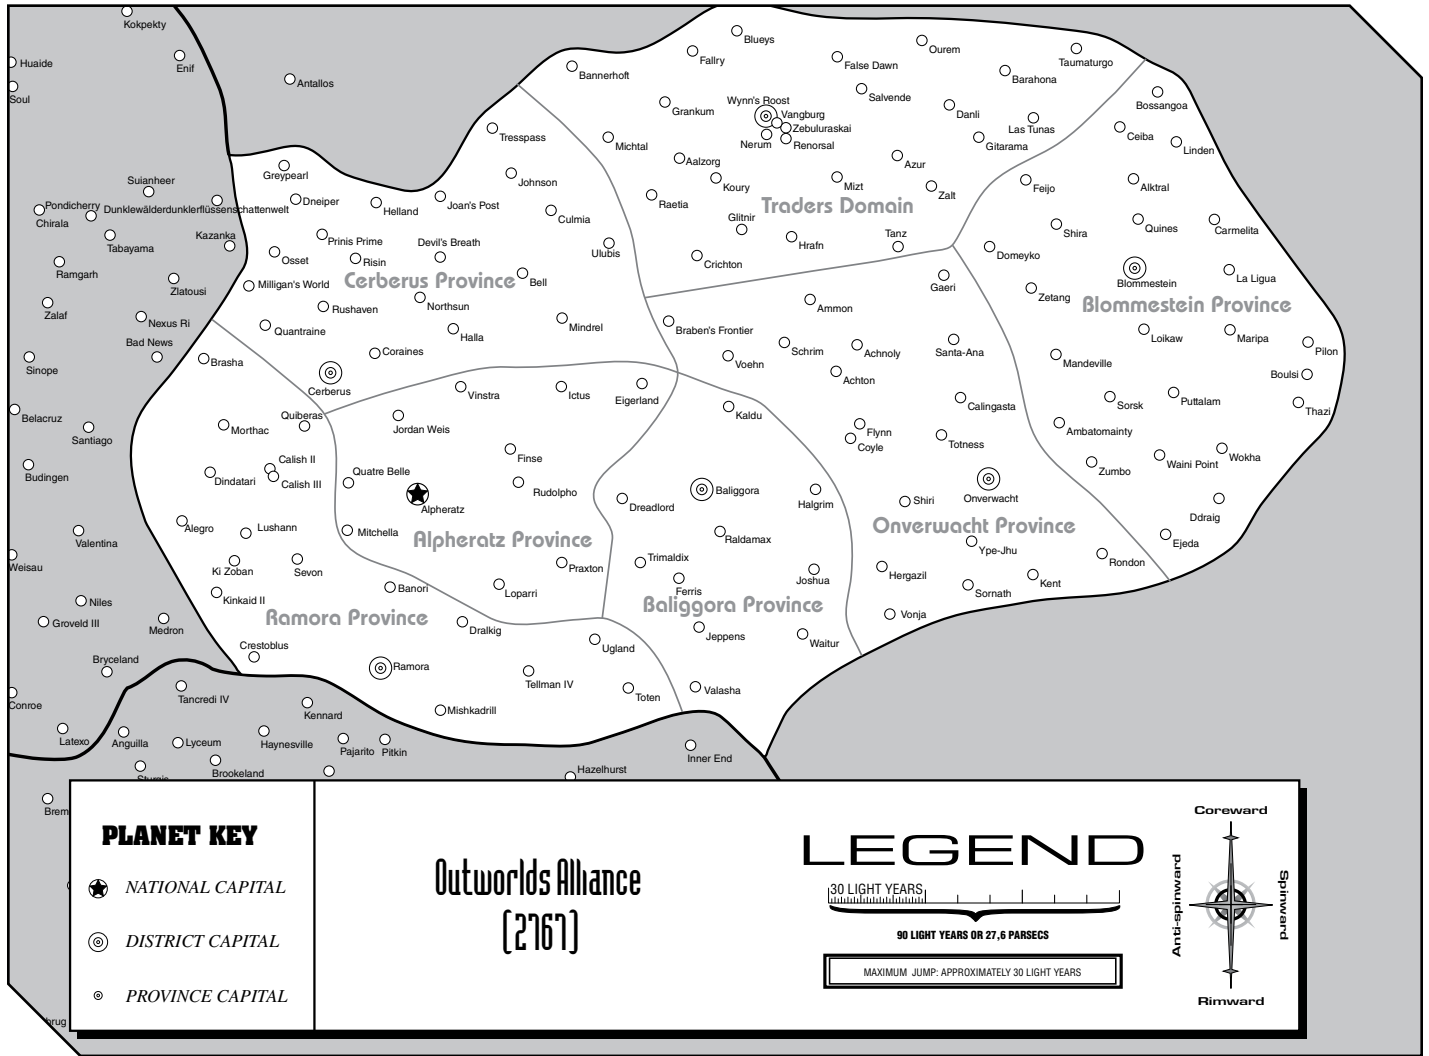 Kokpekty
Huaide
Enif
Soul
Antallos
Blueys
Fallry
Bannerhoft
Ourem
False Dawn
Barahona
Taumaturgo
Salvende
Wynn's Roost
Grankum
Vangburg
Zebuluraskai
Nerum
Renorsal
Danli
Las Tunas
Gitarama
Bossangoa
Ceiba
Linden
Tresspass
Michtal
Aalzorg
Azur
Greypearl
Johnson
Koury
Mizt
Zalt
Feijo
Alktral
Suianheer
Pondicherry
Dunklewälderdunklerflüssenschattenwelt
Dneiper
Helland
Joan's Post
Culmia
Raetia
Traders Domain
Glitnir
Chirala
Kazanka
Tabayama
Prinis Prime
Devil's Breath
Ulubis
Hrafn
Tanz
Shira
Quines
Carmelita
Osset
Risin
Crichton
Domeyko
Ramgarh
Cerberus Province
Bell
Gaeri
Blommestein
La Ligua
Zlatousi
Milligan's World
Zetang
Blommestein Province
Zalaf
Nexus Ri
Rushaven
Northsun
Ammon
Quantraine
Halla
Mindrel
Braben's Frontier
Loikaw
Maripa
Bad News
Brasha
Coraines
Schrim
Achnoly
Santa-Ana
Pilon
Sinope
Voehn
Achton
Mandeville
Boulsi
Cerberus
Vinstra
Ictus
Eigerland
Calingasta
Sorsk
Puttalam
Thazi
Belacruz
Quiberas
Jordan Weis
Kaldu
Santiago
Morthac
Flynn
Coyle
Totness
Ambatomainty
Budingen
Calish II
Finse
Wokha
Waini Point
Zumbo
Dindatari
Calish III
Quatre Belle
Rudolpho
Baliggora
Onverwacht
Alpheratz
Dreadlord
Halgrim
Shiri
Ddraig
Alegro
Lushann
Mitchella
Onverwacht Province
Valentina
Alpheratz Province
Raldamax
Ype-Jhu
Ejeda
Weisau
Ki Zoban
Sevon
Praxton
Trimaldix
Joshua
Hergazil
Kent
Rondon
Niles
Kinkaid II
Banori
Loparri
Ferris
Sornath
Groveld III
Medron
Ramora Province
Baliggora Province
Vonja
Dralkig
Jeppens
Waitur
Crestoblus
Ugland
Bryceland
Ramora
Tellman IV
Toten
Valasha
Conroe
Tancredi IV
Kennard
Mishkadrill
Latexo
Anguilla
Lyceum
Haynesville
Pajarito
Pitkin
Inner End
Brookeland
Hazelhurst
PLANET KEY
NATIONAL CAPITAL
DISTRICT CAPITAL
PROVINCE CAPITAL
Outworlds Alliance
(2767)
LEGEND
30 LIGHT YEARS
90 LIGHT YEARS OR 27,6 PARSECS
MAXIMUM JUMP: APPROXIMATELY 30 LIGHT YEARS
Coreward
Anti-spinward
Spinward
Rimward